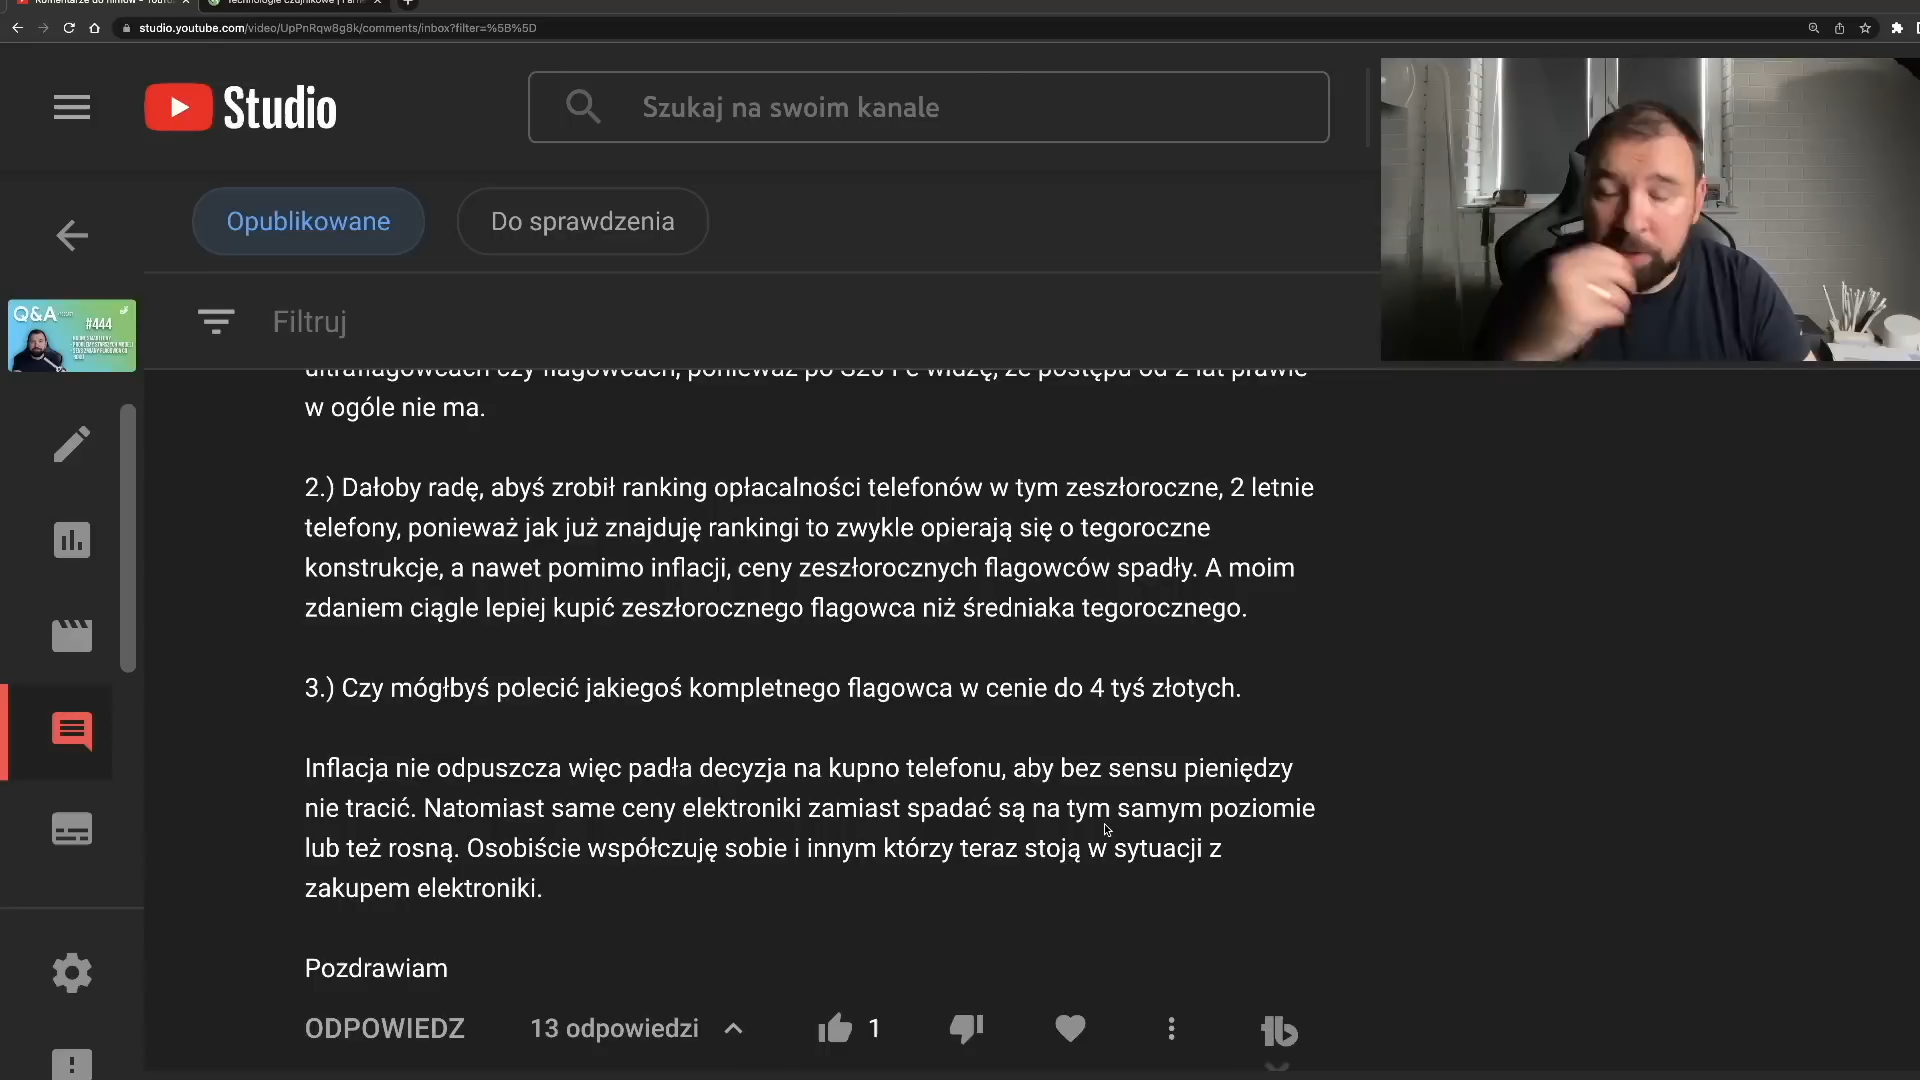 studio.youtube.com/video/UpPnRqw8g8k/comments/inbox?filter=%5B%5D
Studio
Szukaj na swoim kanale
Opublikowane
Do sprawdzenia
Q&A
#444
Filtruj
w ogóle nie ma.
2.) Dałoby radę, abyś zrobił ranking opłacalności telefonów w tym zeszłoroczne, 2 letnie
telefony, ponieważ jak już znajduję rankingi to zwykle opierają się o tegoroczne
konstrukcje, a nawet pomimo inflacji, ceny zeszłorocznych flagowców spadły. A moim
zdaniem ciągle lepiej kupić zeszłorocznego flagowca niż średniaka tegorocznego.
3.) Czy mógłbyś polecić jakiegoś kompletnego flagowca w cenie do 4 tyś złotych.
Inflacja nie odpuszcza więc padła decyzja na kupno telefonu, aby bez sensu pieniędzy
nie tracić. Natomiast same ceny elektroniki zamiast spadać są na tym samym poziomie
lub też rosną. Osobiście współczuję sobie i innym którzy teraz stoją w sytuacji z
zakupem elektroniki.
Pozdrawiam
ODPOWIEDZ
13 odpowiedzi
1